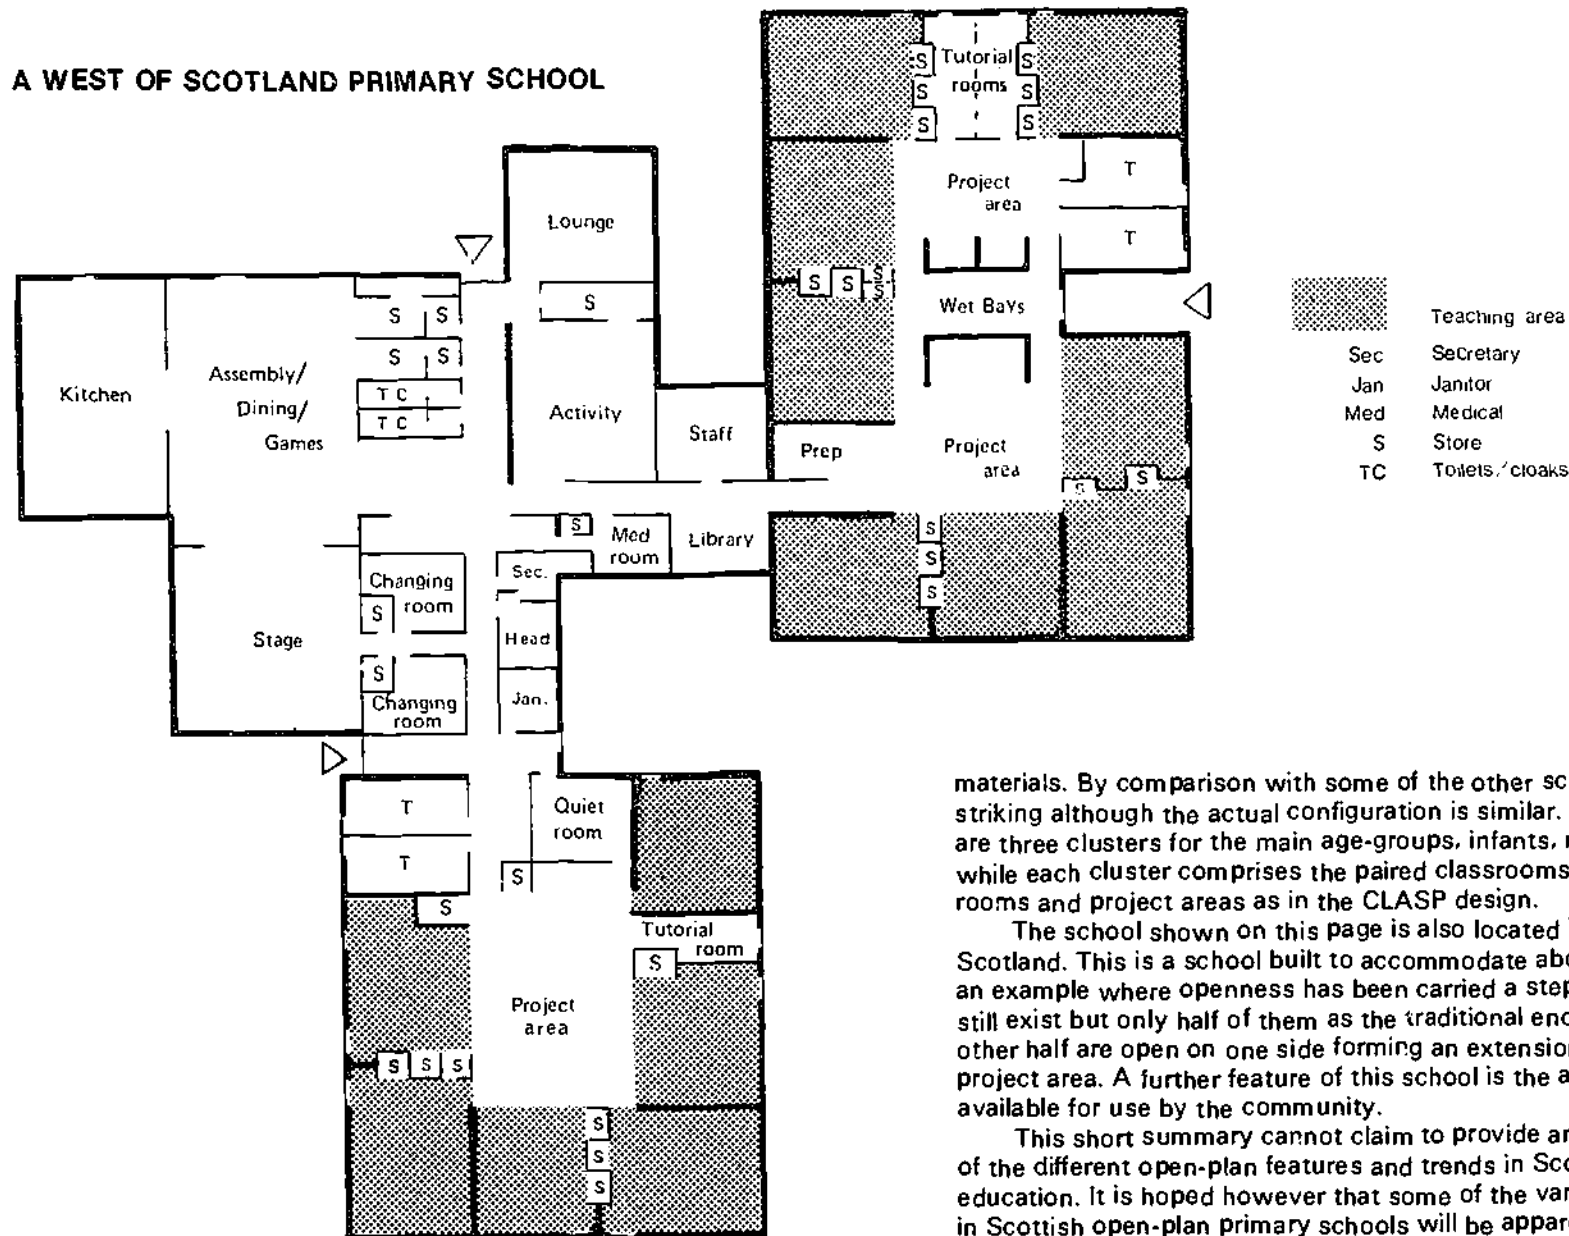 A WEST OF SCOTLAND PRIMARY SCHOOL
S
S
S
Tutorial
rooms
S
S
S
Project
area
T
T
Lounge
S
S
S
S
S
Wet Bays
S
S
S
S
S
Kitchen
Assembly/
Dining/
Games
T C
T C
Activity
Staff
Prep
Project
area
S
S
Teaching area
Sec Secretary
Jan Janitor
Med Medical
S Store
TC Toilets/cloaks
S
Med
room
Library
S
S
S
Sec.
Changing
room
S
Head
Stage
S
Changing
room
Jan.
T
T
Quiet
room
S
S
Tutorial
room
S
Project
area
S
S
S
S
S
S
materials. By comparison with some of the other sc
striking although the actual configuration is similar.
are three clusters for the main age-groups, infants,
while each cluster comprises the paired classrooms
rooms and project areas as in the CLASP design.
The school shown on this page is also located
Scotland. This is a school built to accommodate abo
an example where openness has been carried a step
still exist but only half of them as the traditional enc
other half are open on one side forming an extension
project area. A further feature of this school is the a
available for use by the community.
This short summary cannot claim to provide an
of the different open-plan features and trends in Sco
education. It is hoped however that some of the var
in Scottish open-plan primary schools will be appar